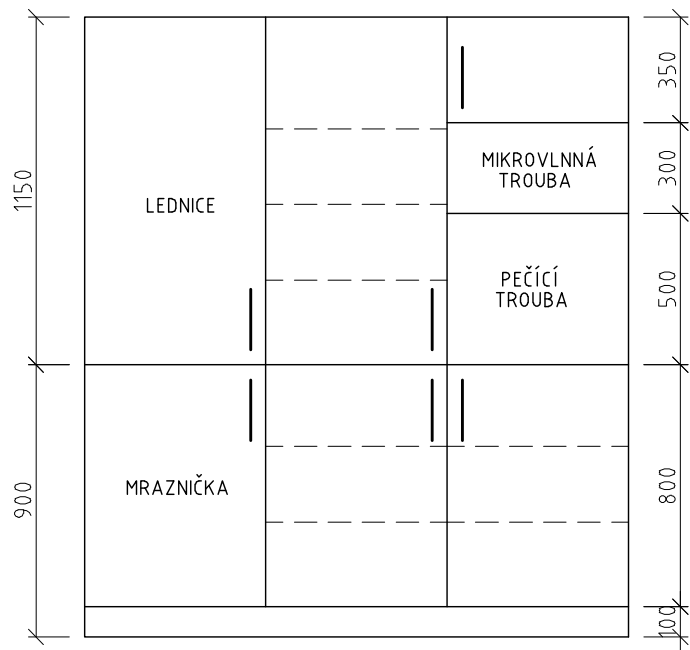 350
MIKROVLNNÁ
TROUBA
300
1150
LEDNICE
PEČÍCÍ
TROUBA
500
MRAZNIČKA
900
800
100